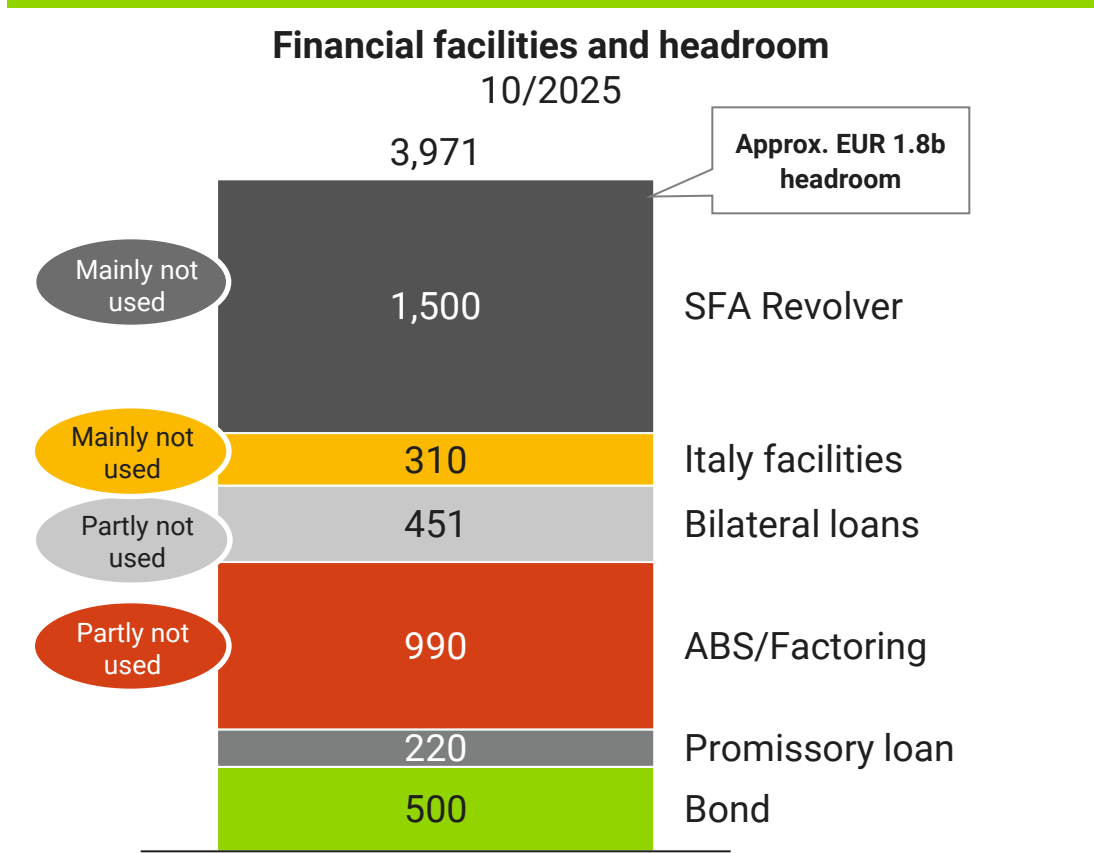 Financial facilities and headroom
10/2025
3,971
Approx. EUR 1.8b
headroom
Mainly not
used
1,500
SFA Revolver
Mainly not
used
310
Italy facilities
Partly not
used
451
Bilateral loans
Partly not
used
990
ABS/Factoring
220
Promissory loan
500
Bond